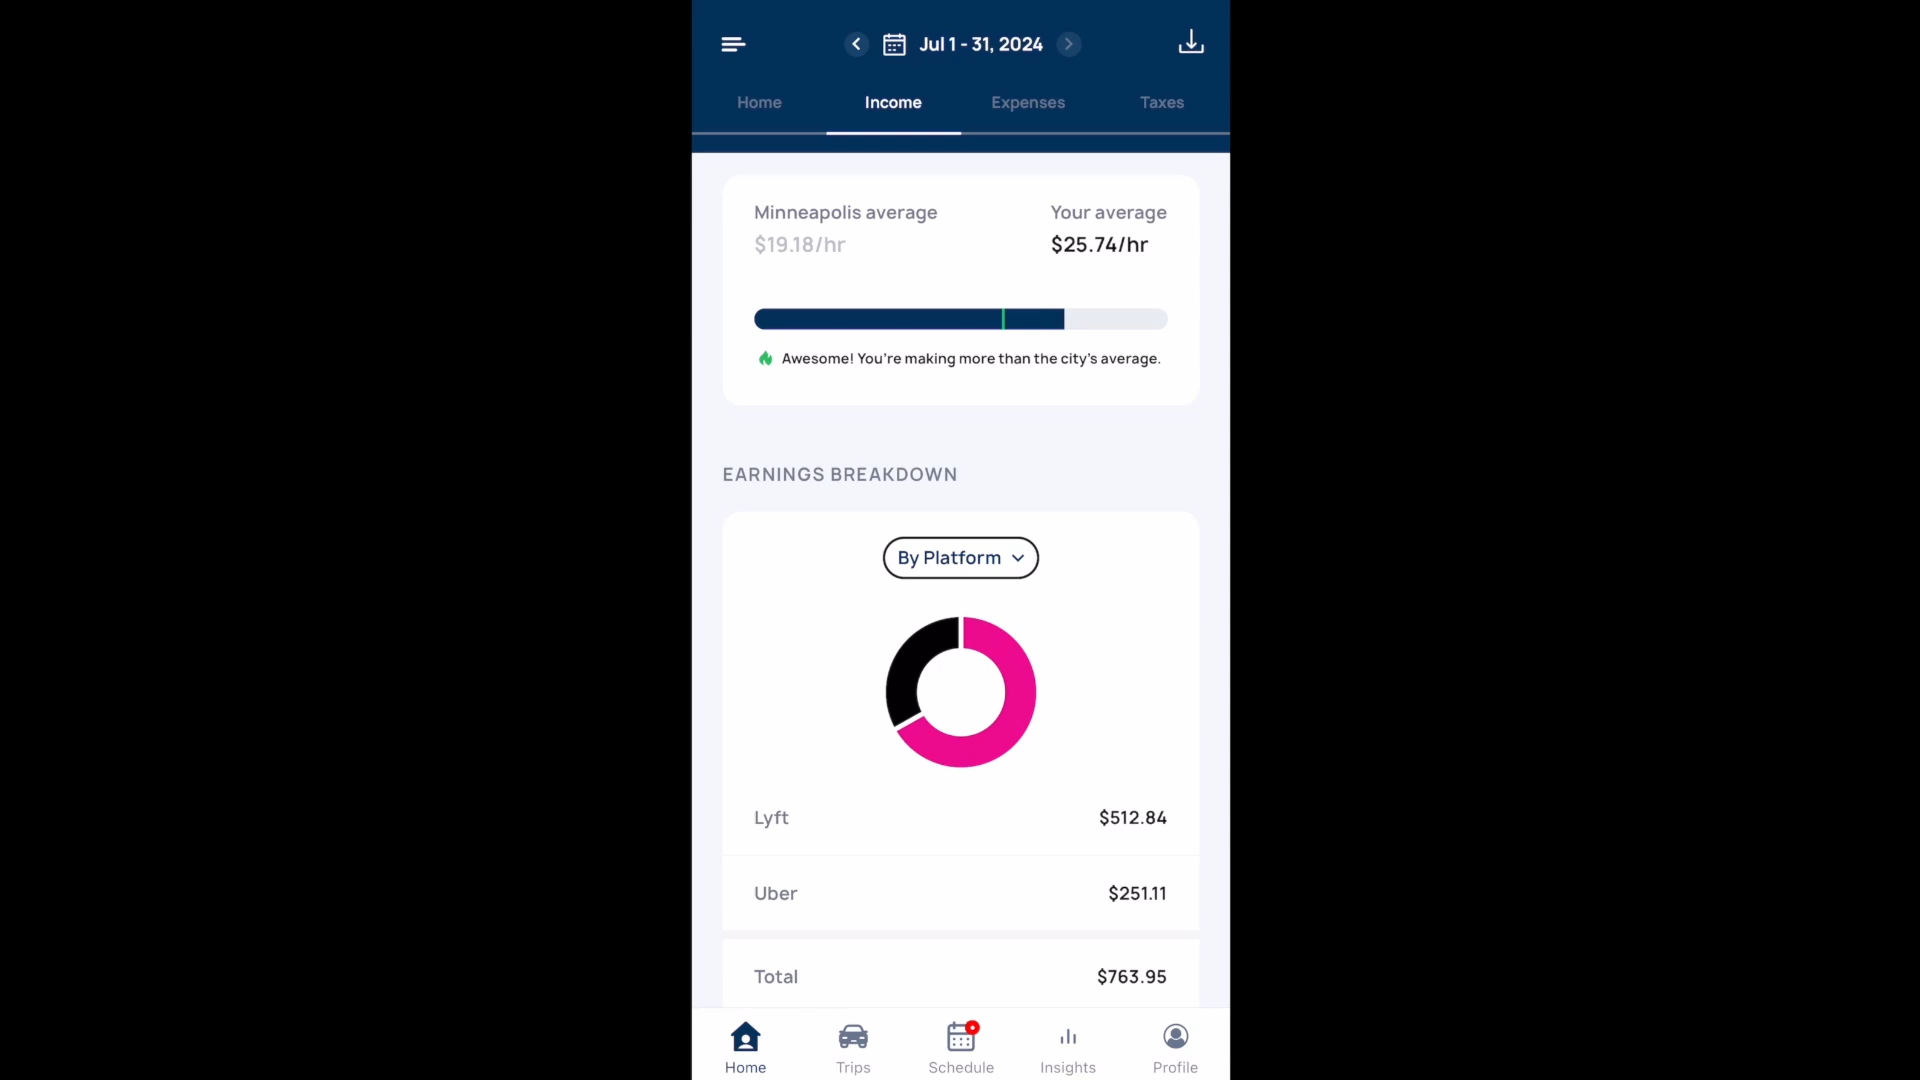 Jul 1 - 31, 2024
Home Income Expenses Taxes
Minneapolis average Your average
$19.18/hr $25.74/hr
Awesome! You're making more than the city's average.
EARNINGS BREAKDOWN
By Platform
Lyft $512.84
Uber $251.11
Total $763.95
Home Trips Schedule Insights Profile